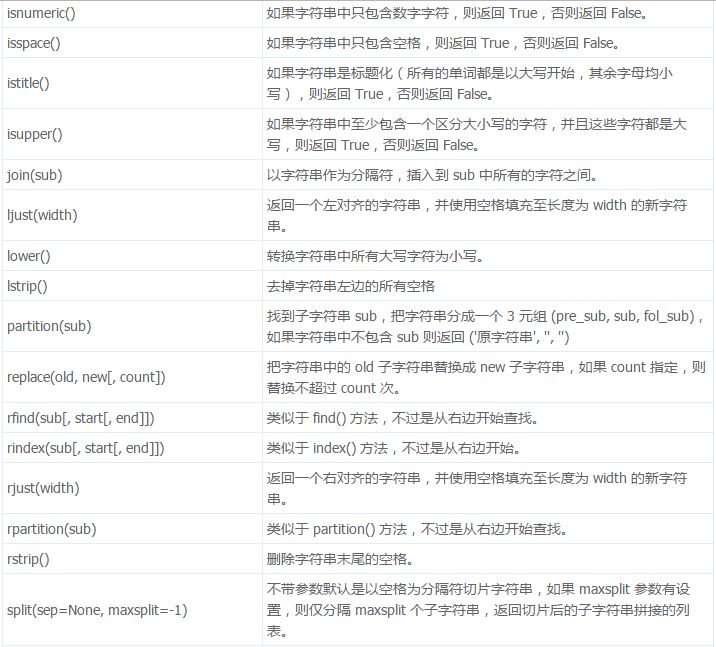 isnumeric() 如果字符串中只包含数字字符，则返回 True，否则返回 False。
isspace() 如果字符串中只包含空格，则返回 True，否则返回 False。
istitle() 如果字符串是标题化（所有的单词都是以大写开始，其余字母均小
写），则返回 True，否则返回 False。
isupper() 如果字符串中至少包含一个区分大小写的字符，并且这些字符都是大
写，则返回 True，否则返回 False。
join(sub) 以字符串作为分隔符，插入到 sub 中所有的字符之间。
ljust(width) 返回一个左对齐的字符串，并使用空格填充至长度为 width 的新字符
串。
lower() 转换字符串中所有大写字符为小写。
lstrip() 去掉字符串左边的所有空格
partition(sub) 找到子字符串 sub，把字符串分成一个 3 元组 (pre_sub, sub, fol_sub)，
如果字符串中不包含 sub 则返回 ('原字符串', '', '')
replace(old, new[, count]) 把字符串中的 old 子字符串替换成 new 子字符串，如果 count 指定，则
替换不超过 count 次。
rfind(sub[, start[, end]]) 类似于 find() 方法，不过是从右边开始查找。
rindex(sub[, start[, end]]) 类似于 index() 方法，不过是从右边开始。
rjust(width) 返回一个右对齐的字符串，并使用空格填充至长度为 width 的新字符
串。
rpartition(sub) 类似于 partition() 方法，不过是从右边开始查找。
rstrip() 删除字符串末尾的空格。
split(sep=None, maxsplit=-1) 不带参数默认是以空格为分隔符切片字符串，如果 maxsplit 参数有设
置，则仅分隔 maxsplit 个子字符串，返回切片后的子字符串拼接的列
表。